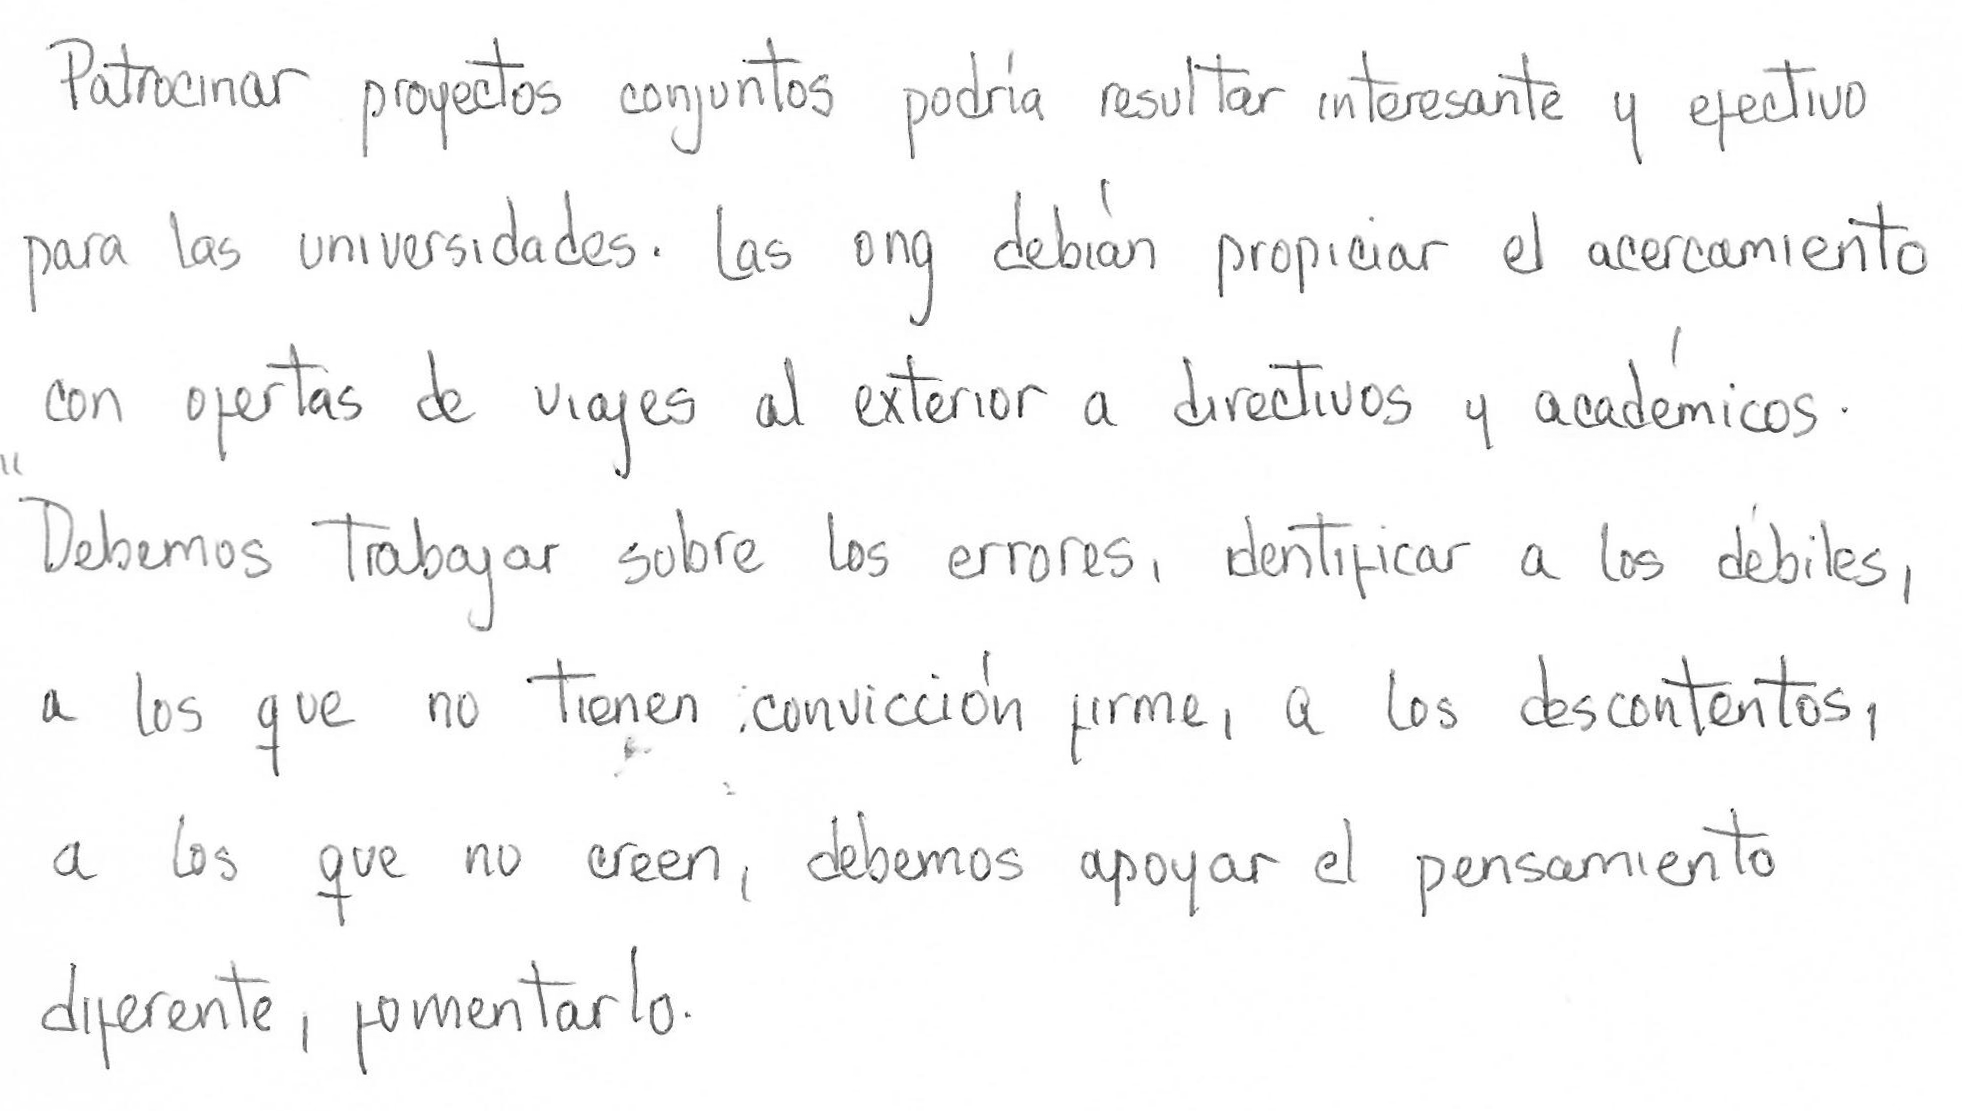 Patrocinar proyectos conjuntos podría resultar interesante y efectivo
para las universidades. Las ong debían propiciar el acercamiento
con ofertas de viajes al exterior a directivos y académicos.
"Debemos trabajar sobre los errores, identificar a los débiles,
a los que no tienen convicción firme, a los descontentos,
a los que no creen, debemos apoyar el pensamiento
diferente, fomentarlo.